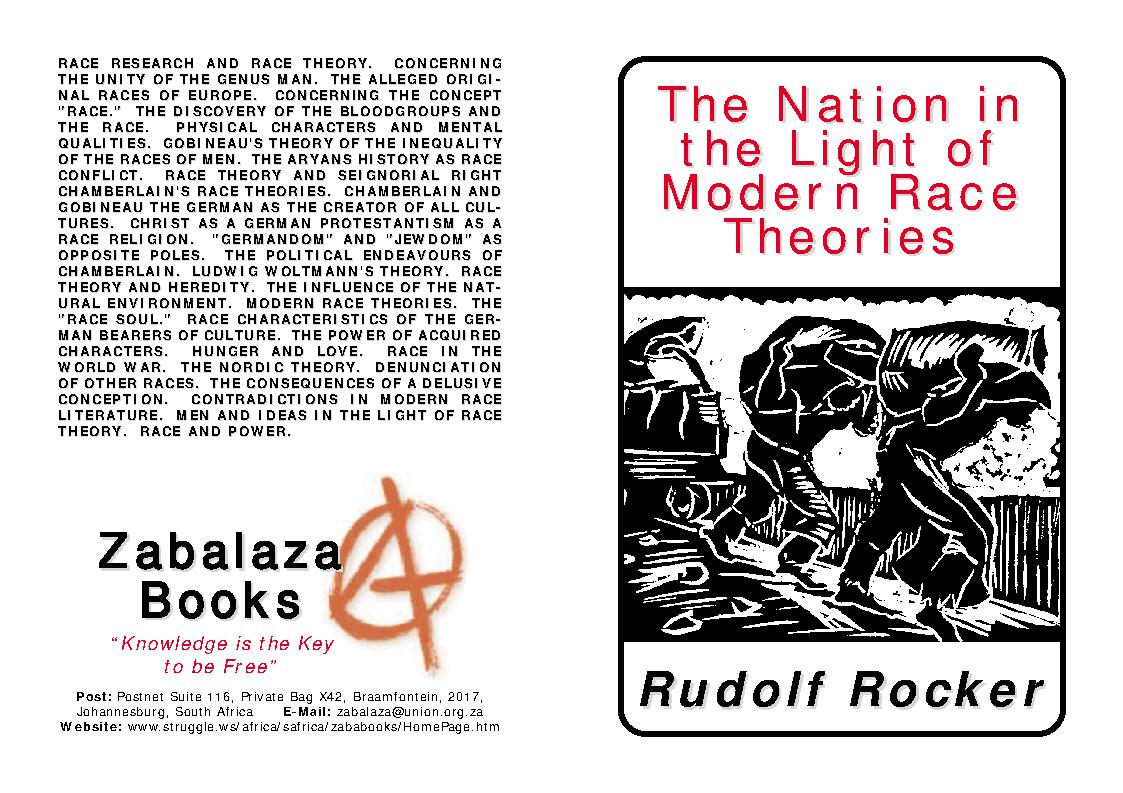 RACE RESEARCH AND RACE THEORY. CONCERNING
THE UNITY OF THE GENUS MAN. THE ALLEGED ORIGI-
NAL RACES OF EUROPE. CONCERNING THE CONCEPT
"RACE." THE DISCOVERY OF THE BLOODGROUPS AND
THE RACE. PHYSICAL CHARACTERS AND MENTAL
QUALITIES. GOBINEAU'S THEORY OF THE INEQUALITY
OF THE RACES OF MEN. THE ARYANS HISTORY AS RACE
CONFLICT. RACE THEORY AND SEIGNORIAL RIGHT
CHAMBERLAIN'S RACE THEORIES. CHAMBERLAIN AND
GOBINEAU THE GERMAN AS THE CREATOR OF ALL CUL-
TURES. CHRIST AS A GERMAN PROTESTANTISM AS A
RACE RELIGION. "GERMANDOM" AND "JEWDOM" AS
OPPOSITE POLES. THE POLITICAL ENDEAVOURS OF
CHAMBERLAIN. LUDWIG WOLTMANN'S THEORY. RACE
THEORY AND HEREDITY. THE INFLUENCE OF THE NAT-
URAL ENVIRONMENT. MODERN RACE THEORIES. THE
"RACE SOUL." RACE CHARACTERISTICS OF THE GER-
MAN BEARERS OF CULTURE. THE POWER OF ACQUIRED
CHARACTERS. HUNGER AND LOVE. RACE IN THE
WORLD WAR. THE NORDIC THEORY. DENUNCIATION
OF OTHER RACES. THE CONSEQUENCES OF A DELUSIVE
CONCEPTION. CONTRADICTIONS IN MODERN RACE
LITERATURE. MEN AND IDEAS IN THE LIGHT OF RACE
THEORY. RACE AND POWER.
Zabalaza
Books
“Knowledge is the Key
to be Free”
Post: Postnet Suite 116, Private Bag X42, Braamfontein, 2017,
Johannesburg, South Africa E-Mail: zabalaza@union.org.za
Website: www.struggle.ws/africa/safrica/zababooks/HomePage.htm
The Nation in
the Light of
Modern Race
Theories
Rudolf Rocker